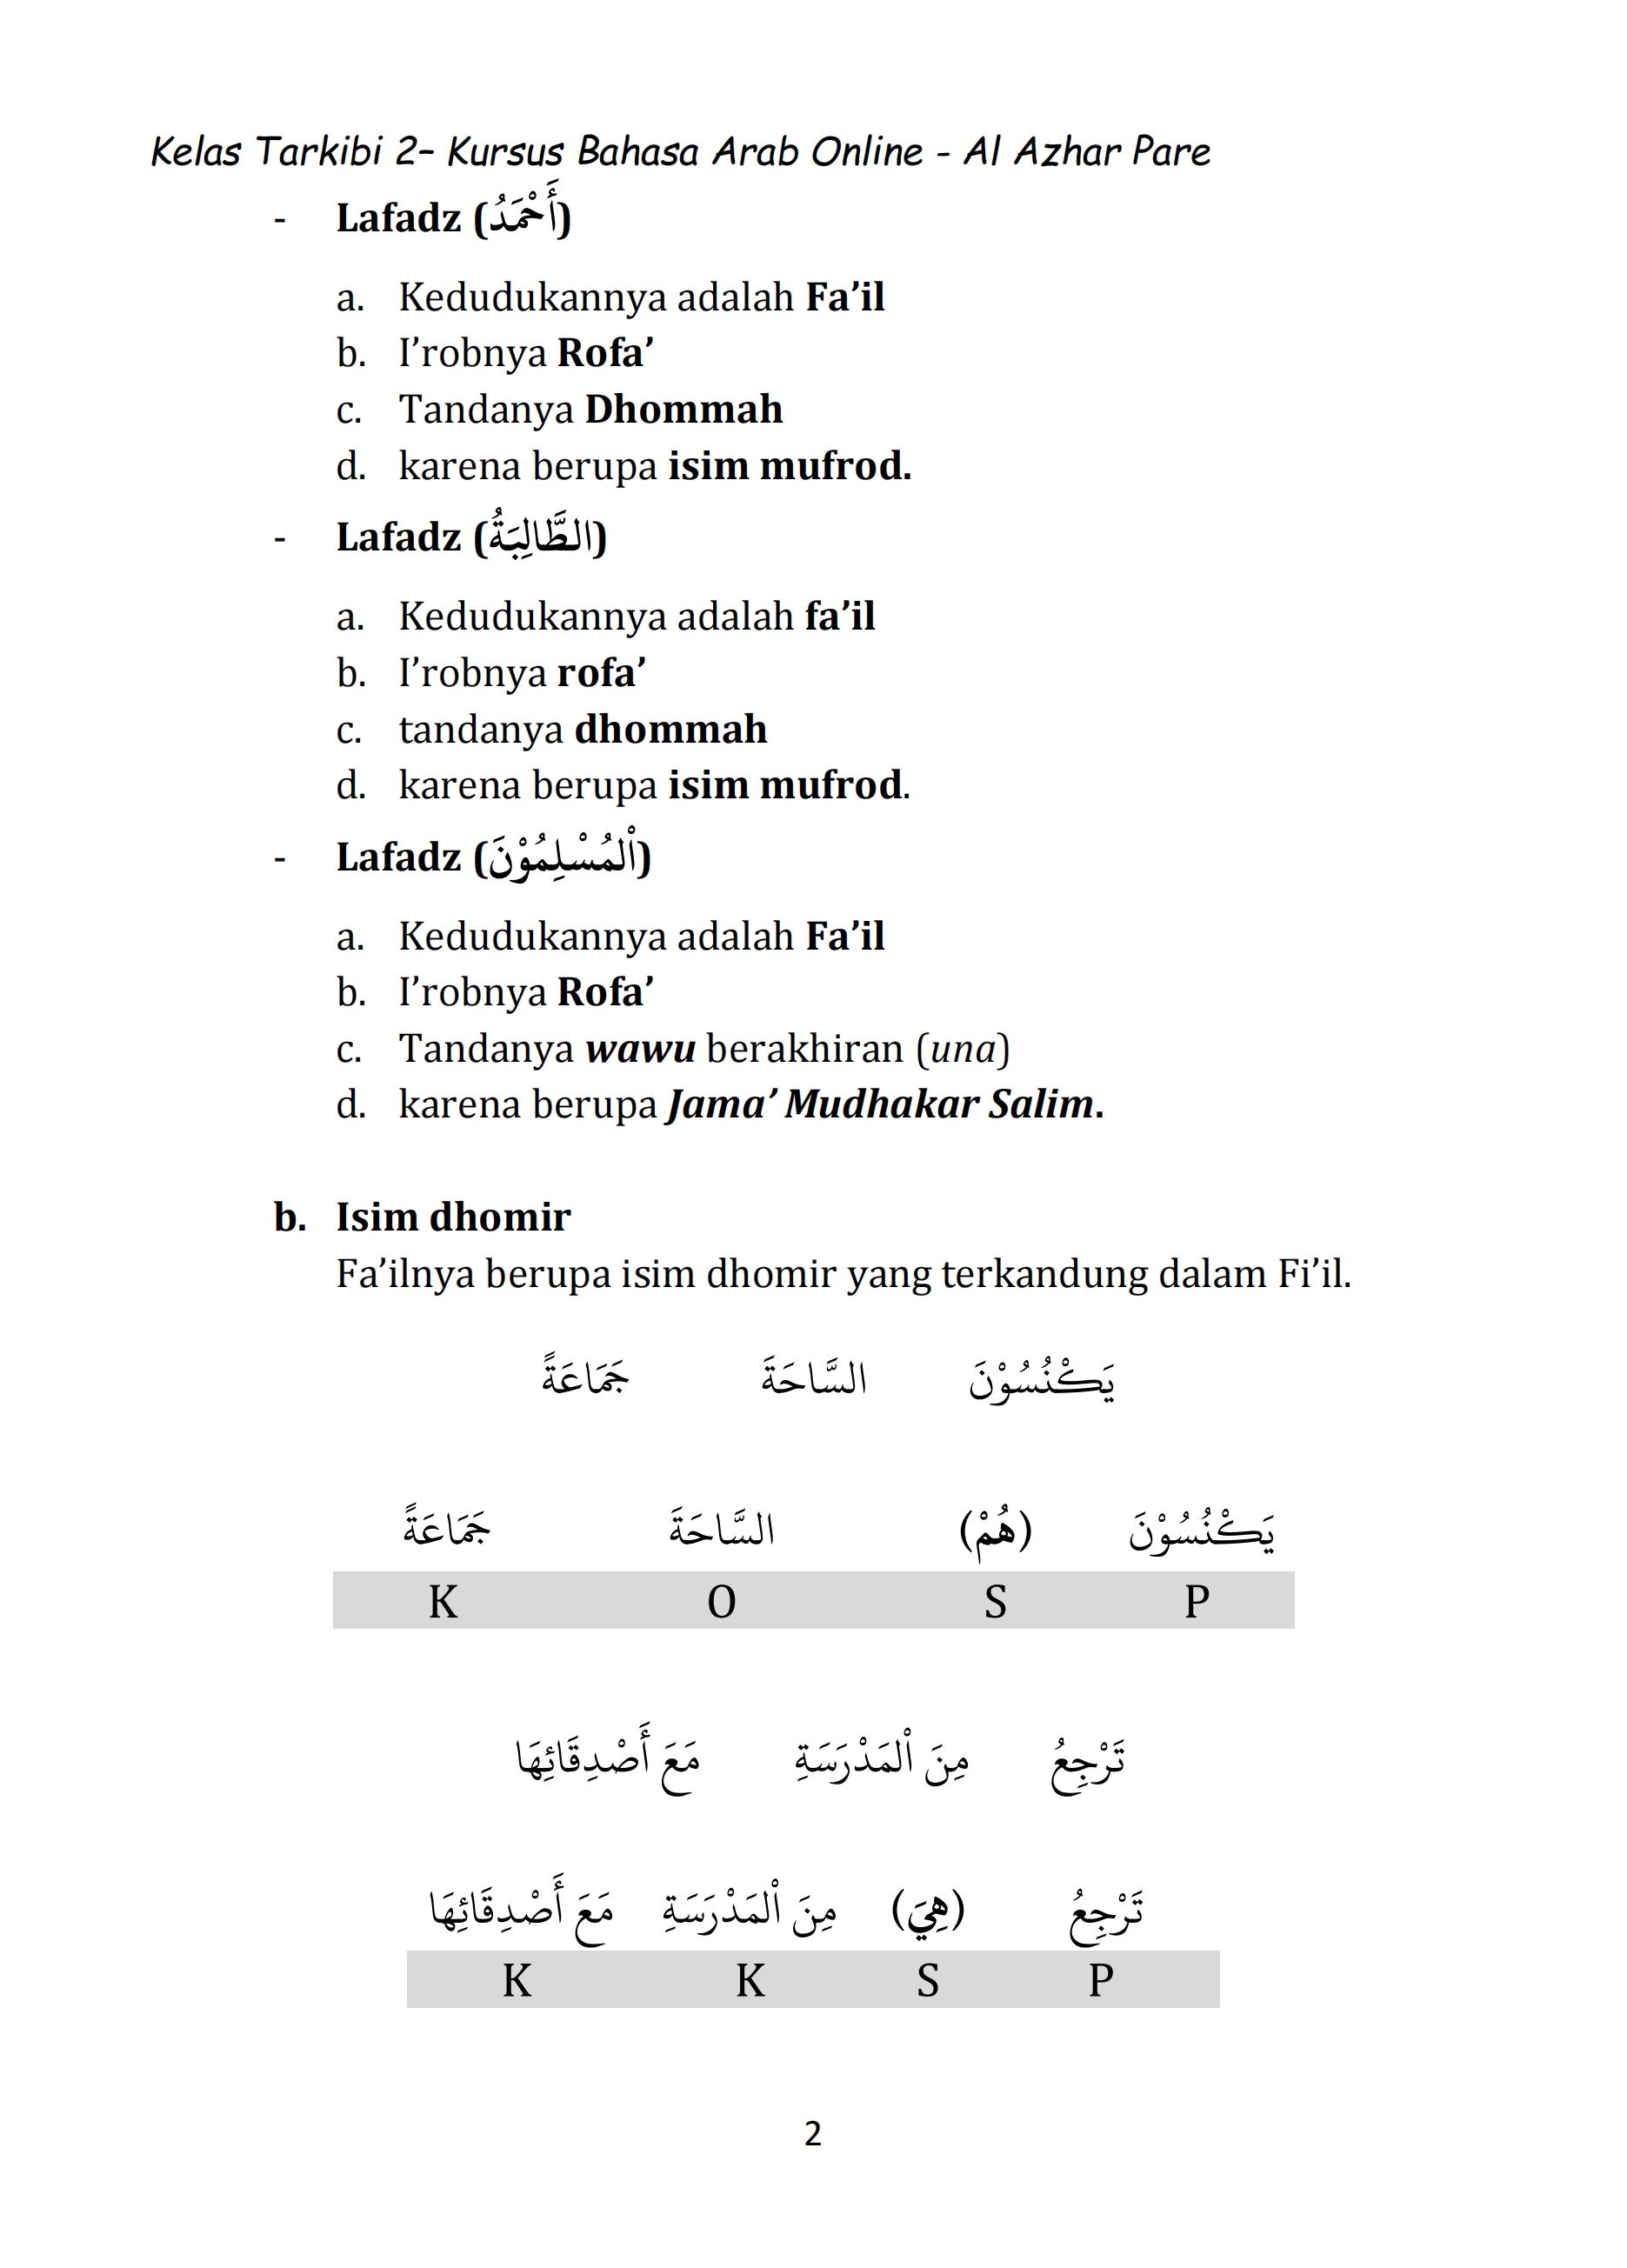 Kelas Tarkibi 2– Kursus Bahasa Arab Online - Al Azhar Pare
- Lafadz (أَحْمَدُ)
a. Kedudukannya adalah Fa’il
b. I’robnya Rofa’
c. Tandanya Dhommah
d. karena berupa isim mufrod.
- Lafadz (الطَّالِبَةُ)
a. Kedudukannya adalah fa’il
b. I’robnya rofa’
c. tandanya dhommah
d. karena berupa isim mufrod.
- Lafadz (اْلمُسْلِمُوْنَ)
a. Kedudukannya adalah Fa’il
b. I’robnya Rofa’
c. Tandanya wawu berakhiran (una)
d. karena berupa Jama’ Mudhakar Salim.
b. Isim dhomir
Fa’ilnya berupa isim dhomir yang terkandung dalam Fi’il.
يَكْنُسُوْنَ السَّاحَةَ جَمَاعَةً
يَكْنُسُوْنَ (هُمْ) السَّاحَةَ جَمَاعَةً
K O S P
تَرْجِعُ مِنَ اْلمَدْرَسَةِ مَعَ أَصْدِقَائِهَا
تَرْجِعُ (هِيَ) مِنَ اْلمَدْرَسَةِ مَعَ أَصْدِقَائِهَا
K K S P
2